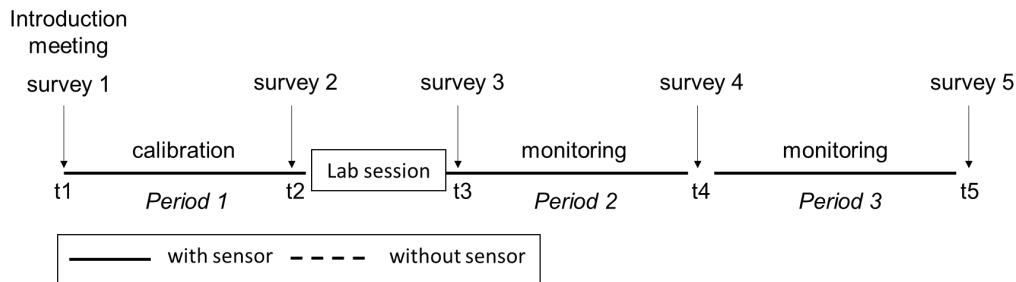 Introduction
meeting
survey 1 survey 2 survey 3 survey 4 survey 5
calibration monitoring monitoring
Lab session
t1 t2 t3 t4 t5
Period 1 Period 2 Period 3
with sensor without sensor